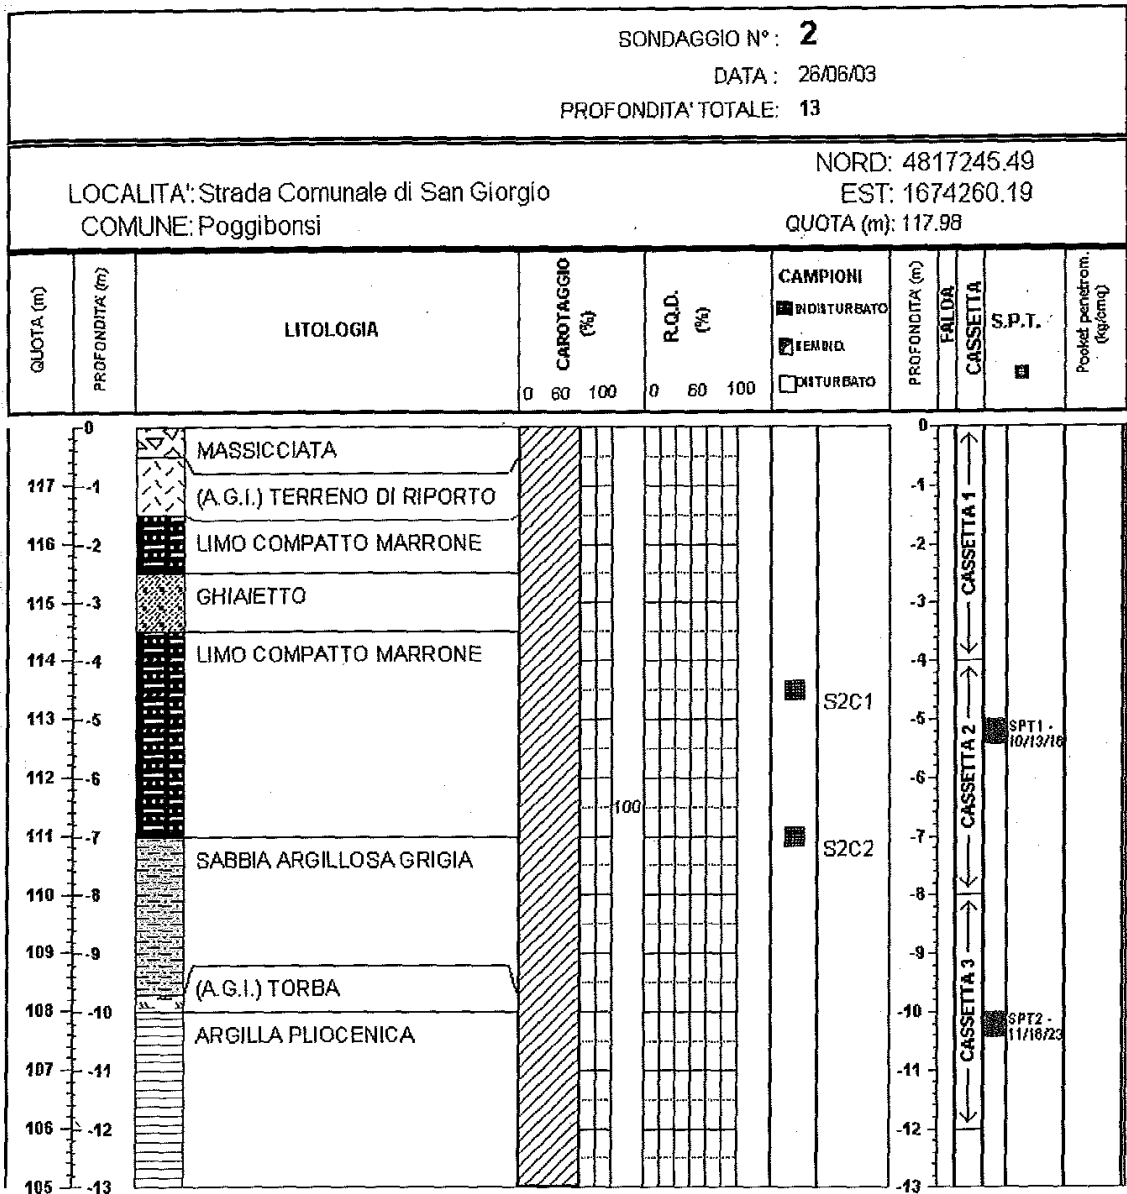 SONDAGGIO N° : 2
DATA : 26/06/03
PROFONDITA' TOTALE: 13
NORD: 4817245.49
LOCALITA': Strada Comunale di San Giorgio
EST: 1674260.19
COMUNE: Poggibonsi
QUOTA (m): 117.98
QUOTA (m)
PROFONDITA' (m)
LITOLOGIA
CAROTAGGIO (%)
0 60 100
R.Q.D. (%)
0 60 100
CAMPIONI
INDISTURBATO
DISTURBATO
PROFONDITA' (m)
FALDA
CASSETTA
S.P.T.
Pocket penetrom. (kg/cmq)
0 0
MASSICCIATA
117 -1 (A.G.I.) TERRENO DI RIPORTO -1
116 -2 LIMO COMPATTO MARRONE -2
CASSETTA 1
115 -3 GHIAIETTO -3
114 -4 LIMO COMPATTO MARRONE -4
S2C1
113 -5 -5 SPT1 -
10/13/16
CASSETTA 2
112 -6 -6
100
111 -7 -7
S2C2
SABBIA ARGILLOSA GRIGIA
110 -8 -8
109 -9 -9
CASSETTA 3
(A.G.I.) TORBA
108 -10 -10 SPT2 -
11/16/23
ARGILLA PLIOCENICA
107 -11 -11
106 -12 -12
105 -13 -13